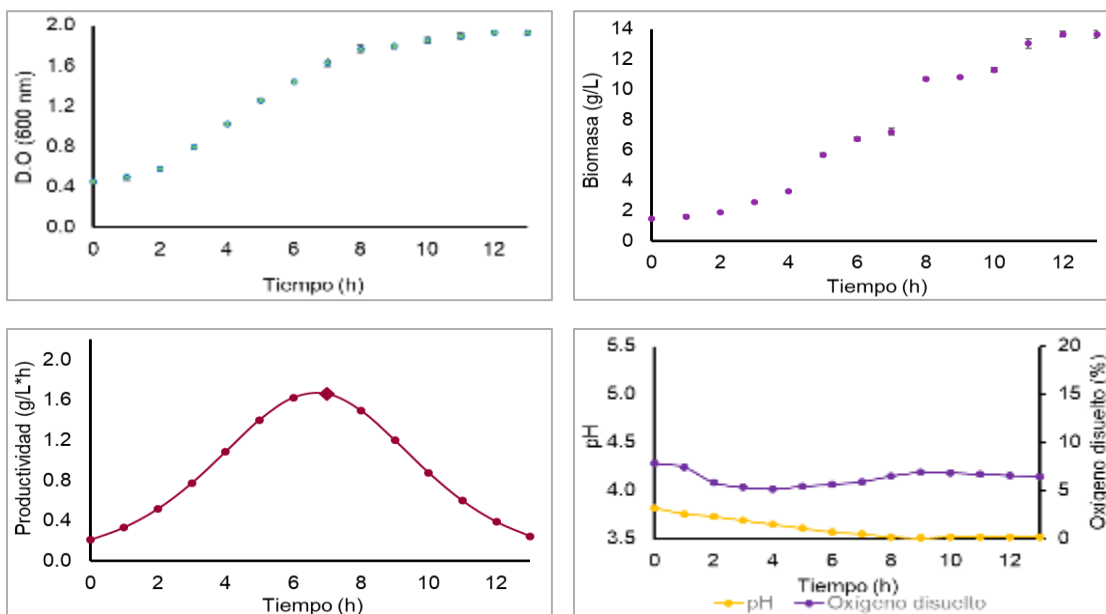 D.O (600 nm)
2.0
1.6
1.2
0.8
0.4
0.0
0 2 4 6 8 10 12
Tiempo (h)
Biomasa (g/L)
14
12
10
8
6
4
2
0
0 2 4 6 8 10 12
Tiempo (h)
Productividad (g/L*h)
2.0
1.6
1.2
0.8
0.4
0.0
0 2 4 6 8 10 12
Tiempo (h)
pH
5.5
5.0
4.5
4.0
3.5
20
15
10
5
0
Oxigeno disuelto (%)
0 2 4 6 8 10 12
Tiempo (h)
pH Oxigeno disuelto